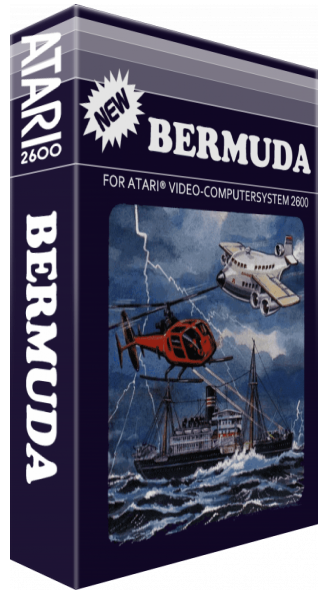 ATARI
2600
BERMUDA
NEW
BERMUDA
FOR ATARI® VIDEO-COMPUTERSYSTEM 2600